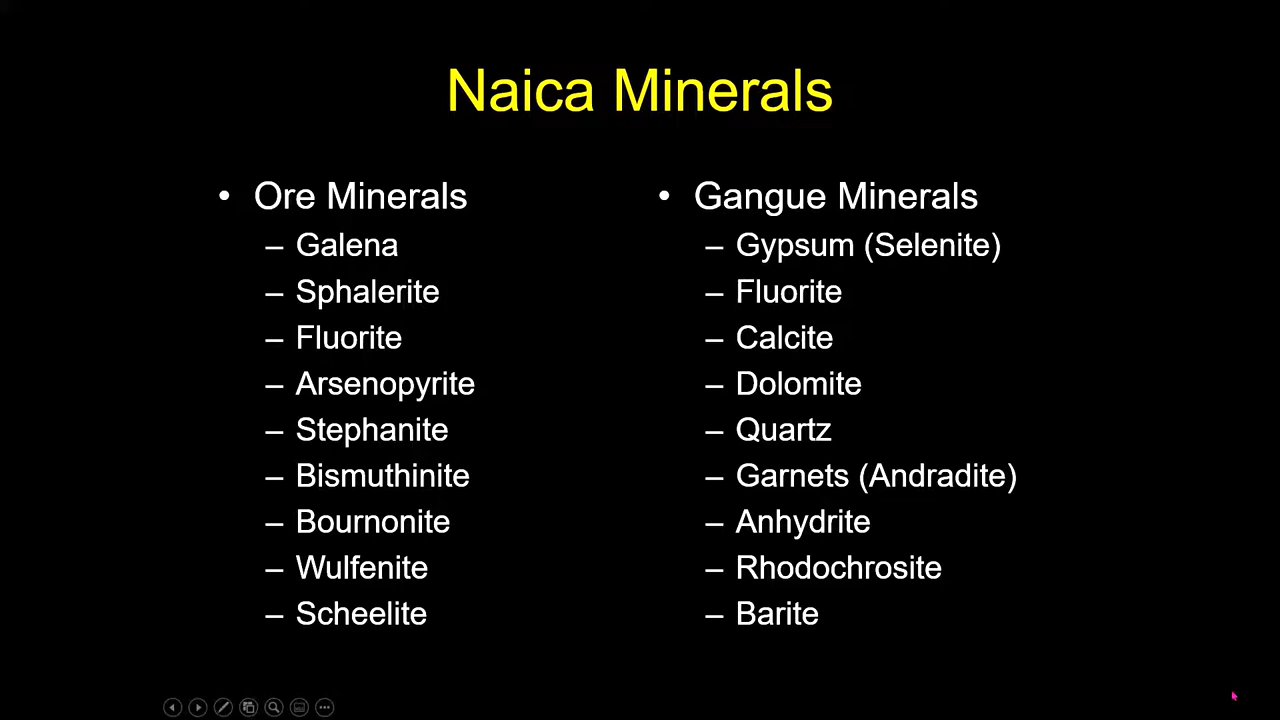 Naica Minerals
• Ore Minerals
– Galena
– Sphalerite
– Fluorite
– Arsenopyrite
– Stephanite
– Bismuthinite
– Bournonite
– Wulfenite
– Scheelite
• Gangue Minerals
– Gypsum (Selenite)
– Fluorite
– Calcite
– Dolomite
– Quartz
– Garnets (Andradite)
– Anhydrite
– Rhodochrosite
– Barite